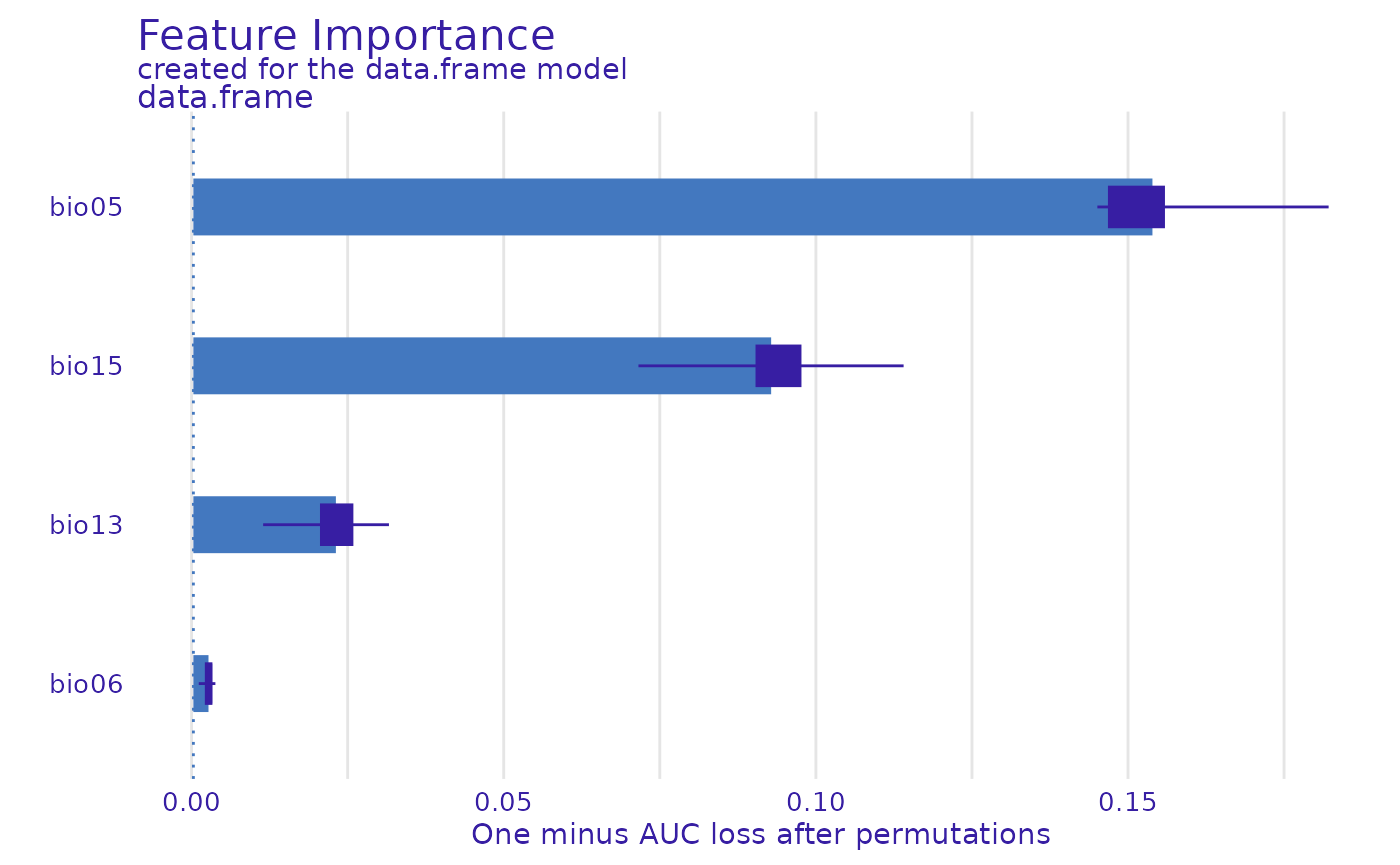 Feature Importance
created for the data.frame model
data.frame
bio05
bio15
bio13
bio06
0.00 0.05 0.10 0.15
One minus AUC loss after permutations